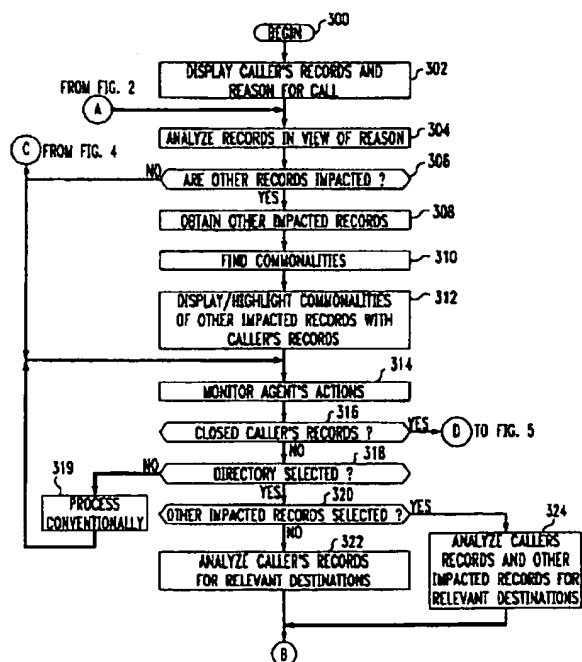 BEGIN
300
DISPLAY CALLER'S RECORDS AND
REASON FOR CALL
302
FROM FIG. 2
A
ANALYZE RECORDS IN VIEW OF REASON
304
C
FROM FIG. 4
306
NO
ARE OTHER RECORDS IMPACTED ?
YES
OBTAIN OTHER IMPACTED RECORDS
308
FIND COMMONALITIES
310
DISPLAY/HIGHLIGHT COMMONALITIES
OF OTHER IMPACTED RECORDS WITH
CALLER'S RECORDS
312
314
MONITOR AGENT'S ACTIONS
316
CLOSED CALLER'S RECORDS ?
YES
D
TO FIG. 5
NO
318
NO
DIRECTORY SELECTED ?
319
PROCESS
CONVENTIONALLY
YES
320
OTHER IMPACTED RECORDS SELECTED ?
YES
NO
322
324
ANALYZE CALLER'S RECORDS
FOR RELEVANT DESTINATIONS
ANALYZE CALLERS
RECORDS AND OTHER
IMPACTED RECORDS FOR
RELEVANT DESTINATIONS
B